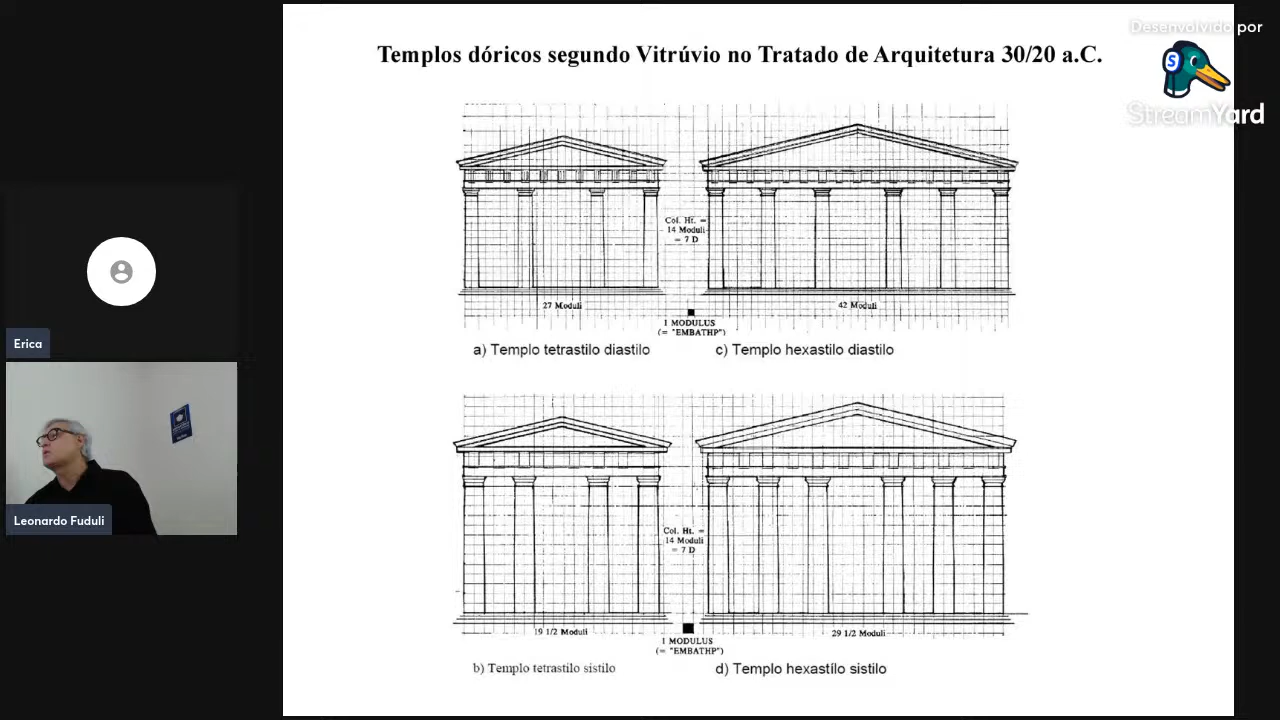 Desenvolvido por
StreamYard
Templos dóricos segundo Vitrúvio no Tratado de Arquitetura 30/20 a.C.
Col. Ht. =
14 Moduli
= 7 D
27 Moduli
42 Moduli
1 MODULUS
(= "EMBATHP")
a) Templo tetrastilo diastilo
c) Templo hexastilo diastilo
Erica
Leonardo Fuduli
Col. Ht. =
14 Moduli
= 7 D
19 1/2 Moduli
29 1/2 Moduli
1 MODULUS
(= "EMBATHP")
b) Templo tetrastilo sistilo
d) Templo hexastílo sistilo